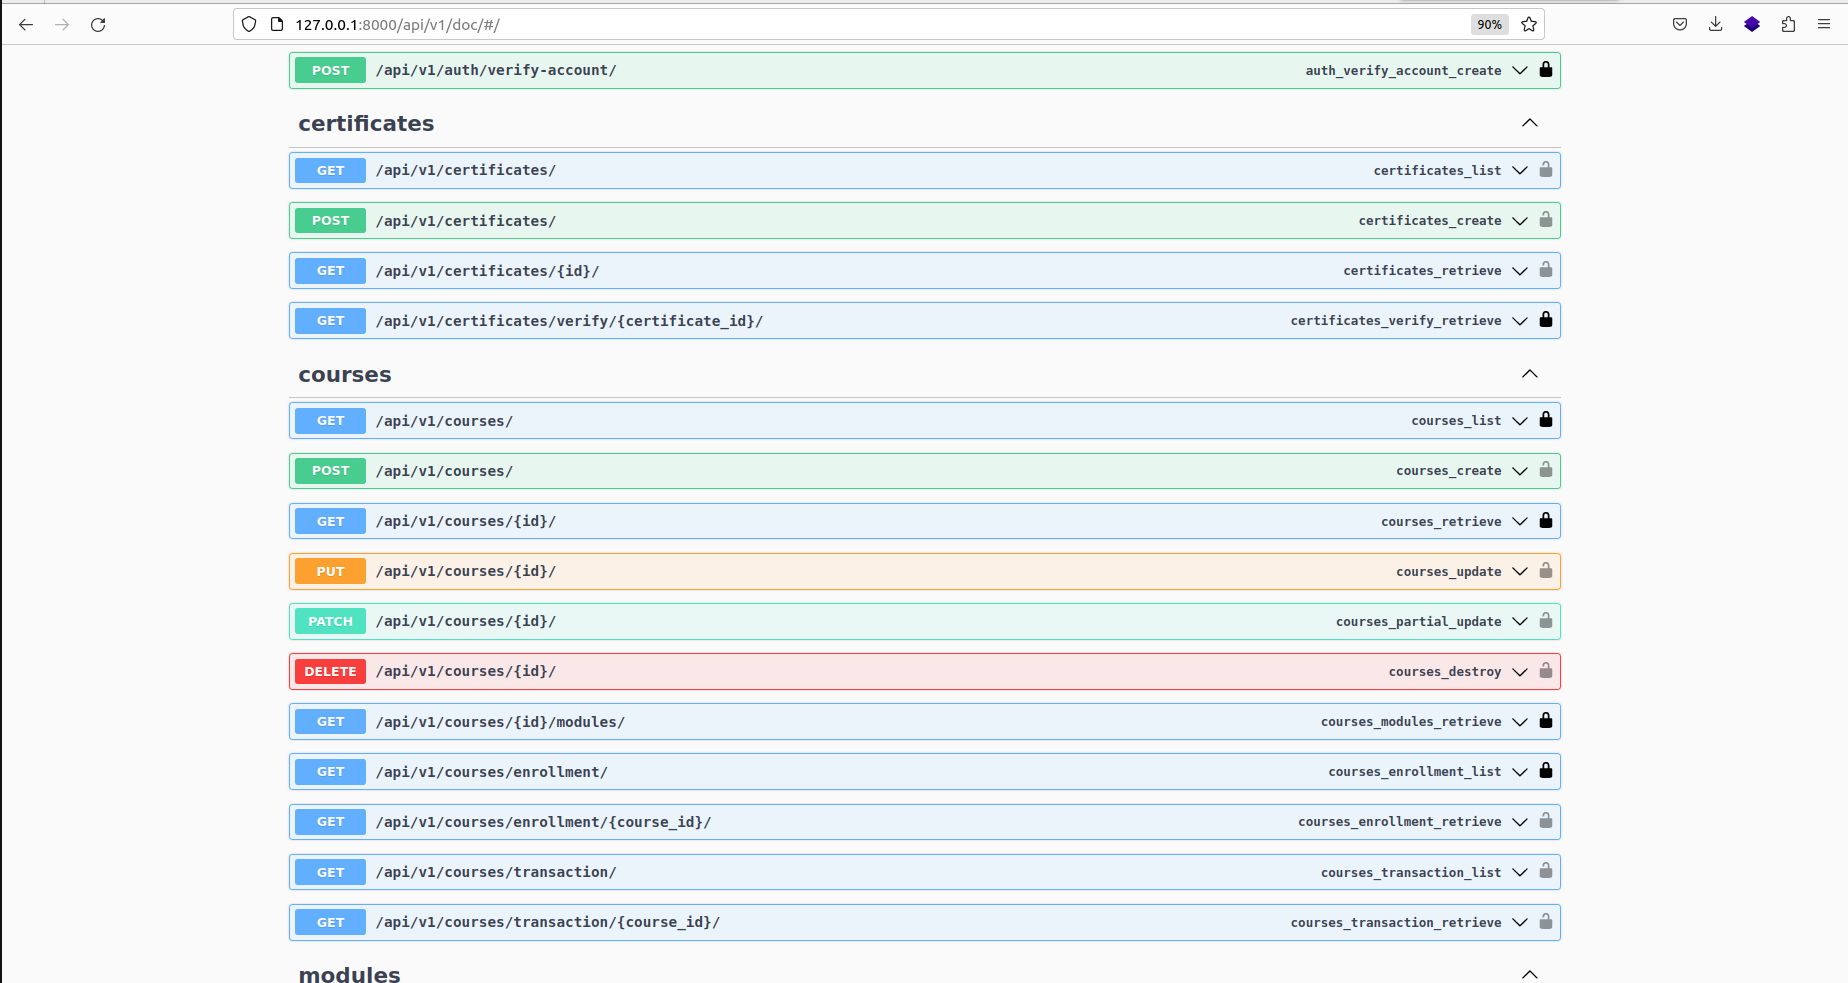 127.0.0.1:8000/api/v1/doc/#/ 90%
POST /api/v1/auth/verify-account/ auth_verify_account_create
certificates
GET /api/v1/certificates/ certificates_list
POST /api/v1/certificates/ certificates_create
GET /api/v1/certificates/{id}/ certificates_retrieve
GET /api/v1/certificates/verify/{certificate_id}/ certificates_verify_retrieve
courses
GET /api/v1/courses/ courses_list
POST /api/v1/courses/ courses_create
GET /api/v1/courses/{id}/ courses_retrieve
PUT /api/v1/courses/{id}/ courses_update
PATCH /api/v1/courses/{id}/ courses_partial_update
DELETE /api/v1/courses/{id}/ courses_destroy
GET /api/v1/courses/{id}/modules/ courses_modules_retrieve
GET /api/v1/courses/enrollment/ courses_enrollment_list
GET /api/v1/courses/enrollment/{course_id}/ courses_enrollment_retrieve
GET /api/v1/courses/transaction/ courses_transaction_list
GET /api/v1/courses/transaction/{course_id}/ courses_transaction_retrieve
modules